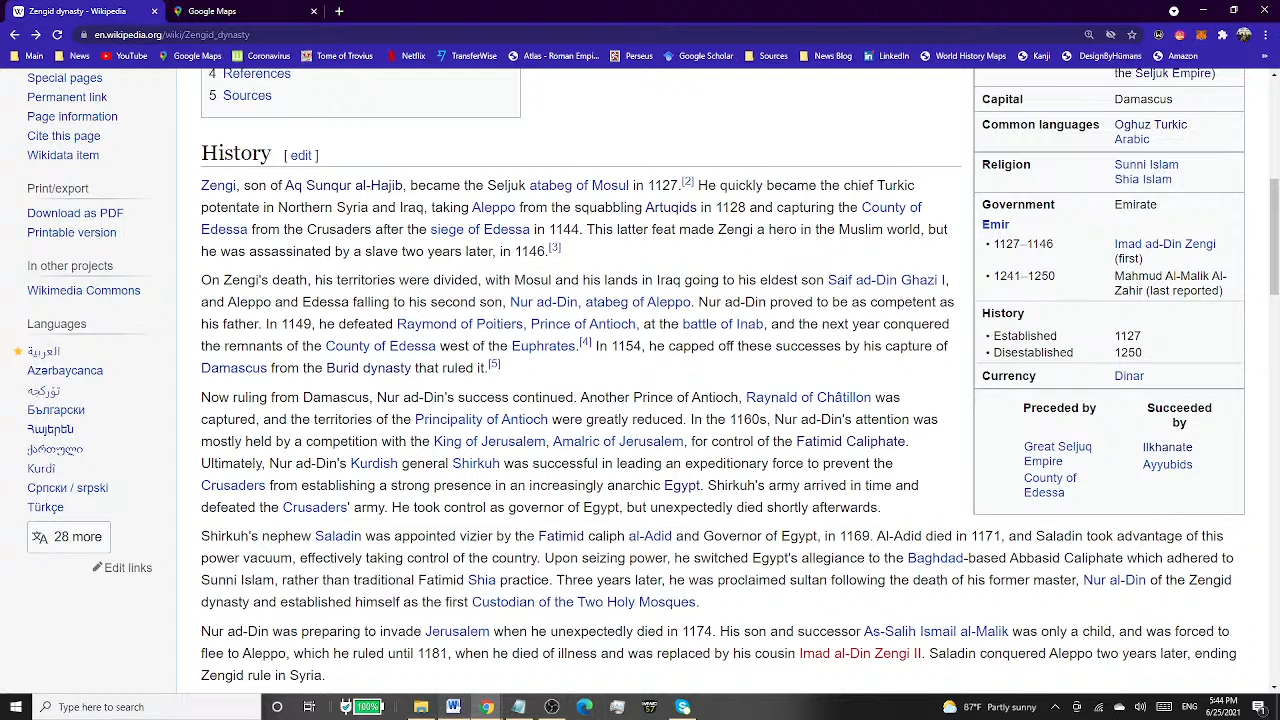 Zengid dynasty - Wikipedia
Google Maps
en.wikipedia.org/wiki/Zengid_dynasty
Main News YouTube Google Maps Coronavirus Tome of Trovius Netflix TransferWise Atlas - Roman Empi... Perseus Google Scholar Sources News Blog LinkedIn World History Maps Kanji DesignByHumans Amazon
Special pages
Permanent link
Page information
Cite this page
Wikidata item
Print/export
Download as PDF
Printable version
In other projects
Wikimedia Commons
Languages
العربية
Azərbaycanca
تۆرکجه
Български
Հայերեն
ქართული
Kurdî
Српски / srpski
Türkçe
28 more
Edit links
4 References
5 Sources
History [ edit ]
Zengi, son of Aq Sunqur al-Hajib, became the Seljuk atabeg of Mosul in 1127.[2] He quickly became the chief Turkic
potentate in Northern Syria and Iraq, taking Aleppo from the squabbling Artuqids in 1128 and capturing the County of
Edessa from the Crusaders after the siege of Edessa in 1144. This latter feat made Zengi a hero in the Muslim world, but
he was assassinated by a slave two years later, in 1146.[3]
On Zengi's death, his territories were divided, with Mosul and his lands in Iraq going to his eldest son Saif ad-Din Ghazi I,
and Aleppo and Edessa falling to his second son, Nur ad-Din, atabeg of Aleppo. Nur ad-Din proved to be as competent as
his father. In 1149, he defeated Raymond of Poitiers, Prince of Antioch, at the battle of Inab, and the next year conquered
the remnants of the County of Edessa west of the Euphrates.[4] In 1154, he capped off these successes by his capture of
Damascus from the Burid dynasty that ruled it.[5]
Now ruling from Damascus, Nur ad-Din's success continued. Another Prince of Antioch, Raynald of Châtillon was
captured, and the territories of the Principality of Antioch were greatly reduced. In the 1160s, Nur ad-Din's attention was
mostly held by a competition with the King of Jerusalem, Amalric of Jerusalem, for control of the Fatimid Caliphate.
Ultimately, Nur ad-Din's Kurdish general Shirkuh was successful in leading an expeditionary force to prevent the
Crusaders from establishing a strong presence in an increasingly anarchic Egypt. Shirkuh's army arrived in time and
defeated the Crusaders' army. He took control as governor of Egypt, but unexpectedly died shortly afterwards.
Shirkuh's nephew Saladin was appointed vizier by the Fatimid caliph al-Adid and Governor of Egypt, in 1169. Al-Adid died in 1171, and Saladin took advantage of this
power vacuum, effectively taking control of the country. Upon seizing power, he switched Egypt's allegiance to the Baghdad-based Abbasid Caliphate which adhered to
Sunni Islam, rather than traditional Fatimid Shia practice. Three years later, he was proclaimed sultan following the death of his former master, Nur al-Din of the Zengid
dynasty and established himself as the first Custodian of the Two Holy Mosques.
Nur ad-Din was preparing to invade Jerusalem when he unexpectedly died in 1174. His son and successor As-Salih Ismail al-Malik was only a child, and was forced to
flee to Aleppo, which he ruled until 1181, when he died of illness and was replaced by his cousin Imad al-Din Zengi II. Saladin conquered Aleppo two years later, ending
Zengid rule in Syria.
the Seljuk Empire)
Capital Damascus
Common languages Oghuz Turkic
Arabic
Religion Sunni Islam
Shia Islam
Government Emirate
Emir
• 1127–1146 Imad ad-Din Zengi
(first)
• 1241–1250 Mahmud Al-Malik Al-
Zahir (last reported)
History
• Established 1127
• Disestablished 1250
Currency Dinar
Preceded by Succeeded
by
Great Seljuq Ilkhanate
Empire Ayyubids
County of
Edessa
Type here to search
100%
87°F Partly sunny
ENG
5:44 PM
6/25/2021